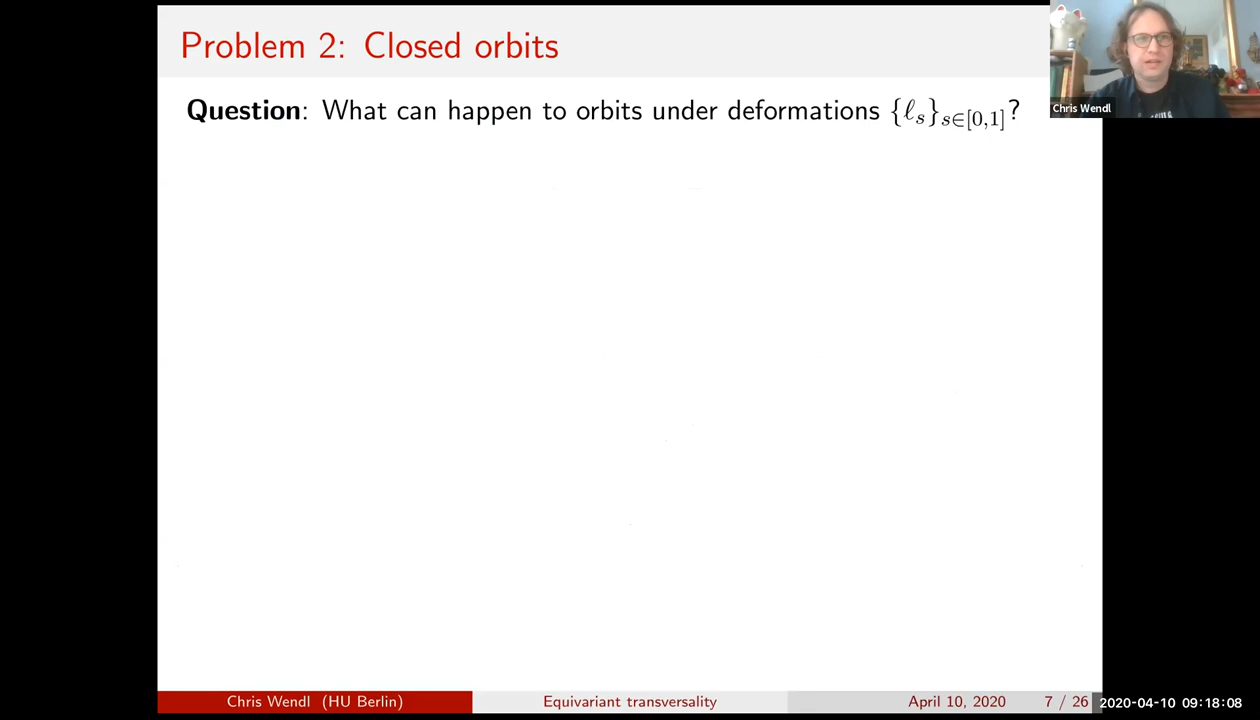 Problem 2: Closed orbits
Question: What can happen to orbits under deformations {ℓ_s}_{s∈[0,1]}?
Chris Wendl
Chris Wendl (HU Berlin)
Equivariant transversality
April 10, 2020
7 / 26
2020-04-10 09:18:08